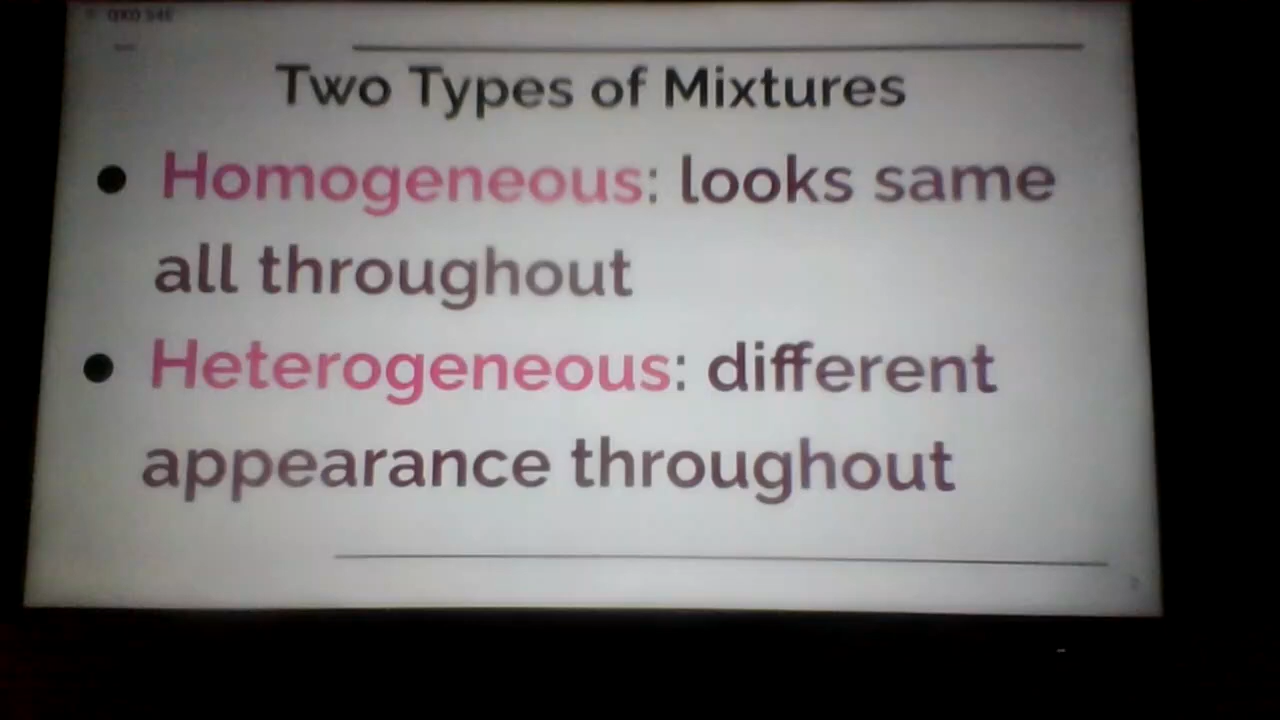 Two Types of Mixtures
● Homogeneous: looks same
all throughout
● Heterogeneous: different
appearance throughout